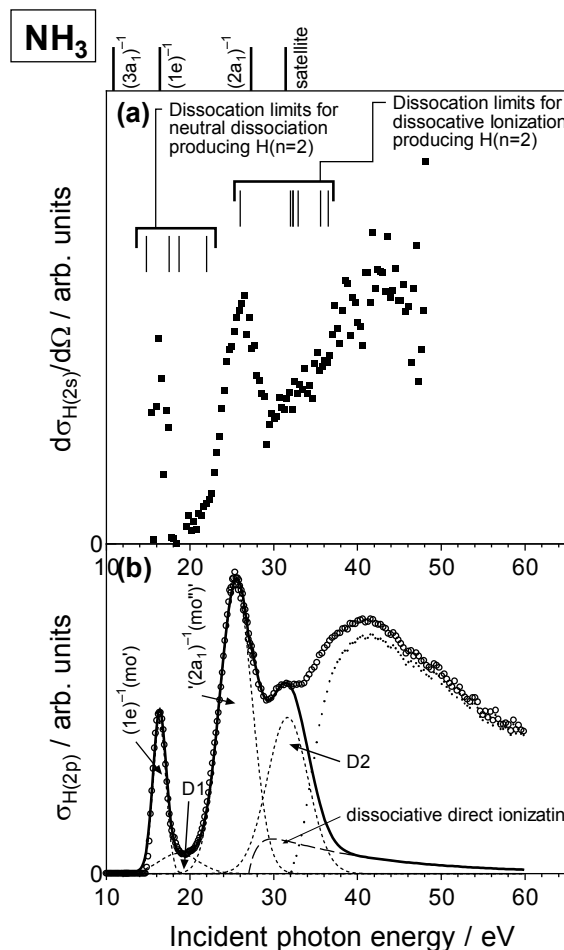 NH₃
(3a₁)⁻¹
(1e)⁻¹
(2a₁)⁻¹
satellite
(a)
Dissocation limits for
neutral dissociation
producing H(n=2)
Dissocation limits for
dissocative Ionization
producing H(n=2)
dσH(2s)/dΩ / arb. units
0
10 20 30 40 50 60
(b)
(1e)⁻¹(mo')
'(2a₁)⁻¹(mo")'
D1
D2
dissociative direct ionizatin
σH(2p) / arb. units
0
10 20 30 40 50 60
Incident photon energy / eV